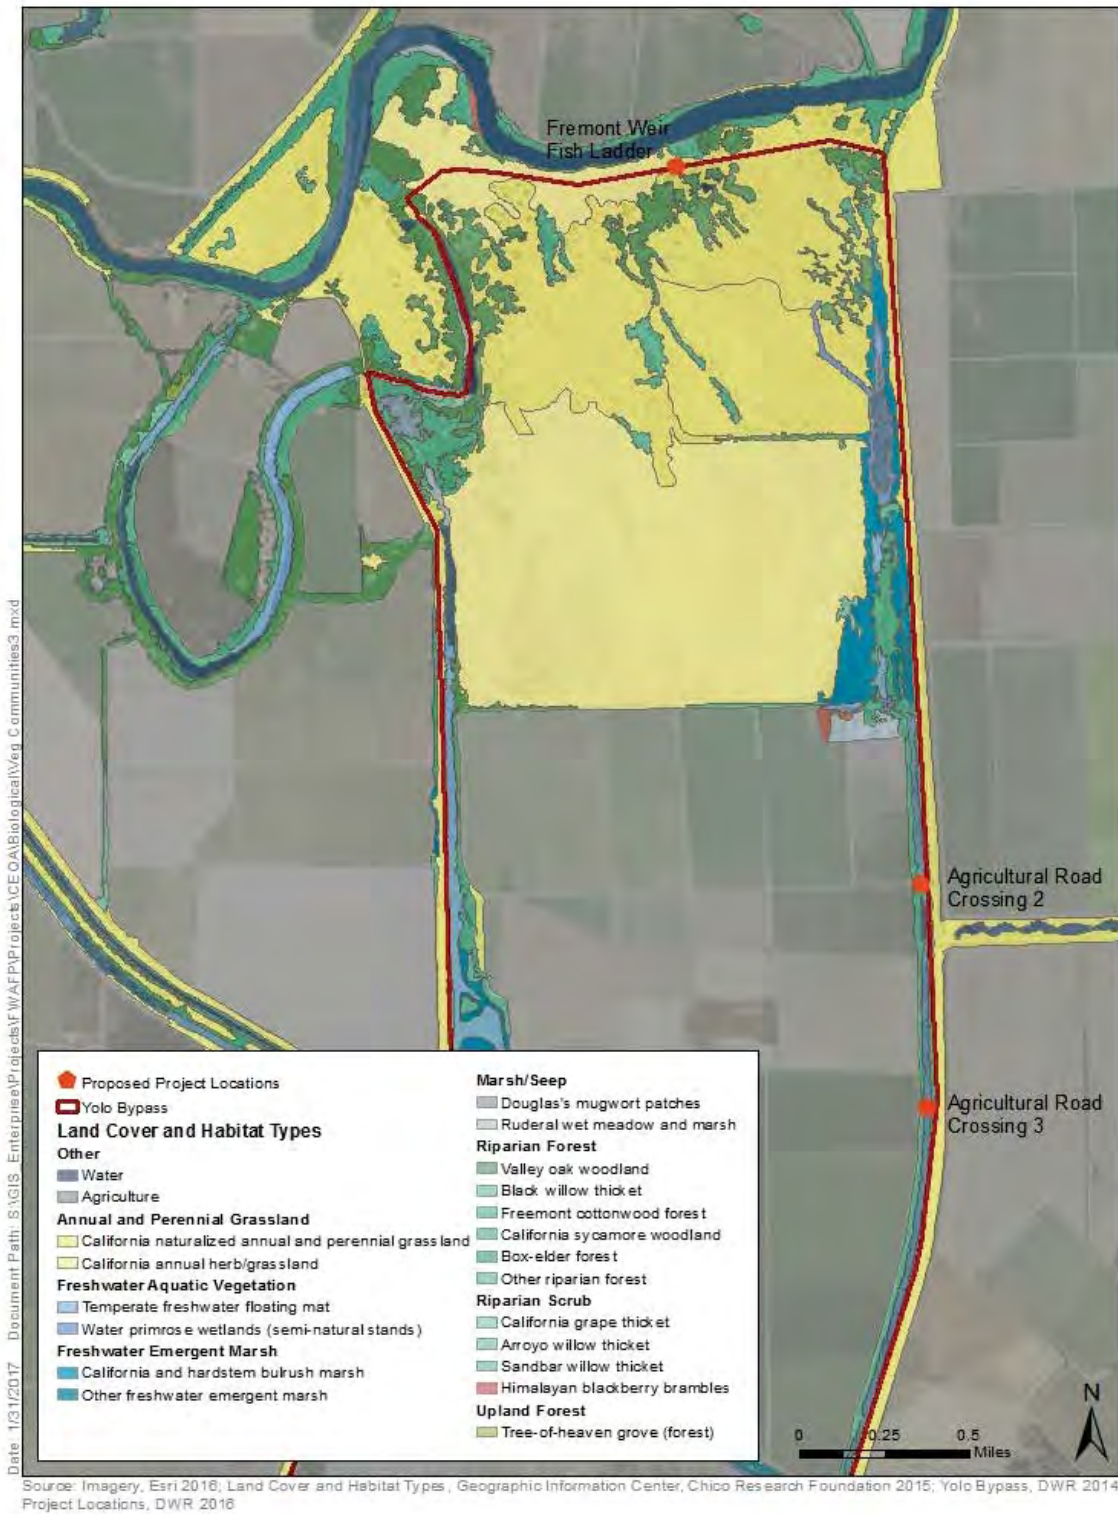 Fremont Weir
Fish Ladder
Agricultural Road
Crossing 2
Agricultural Road
Crossing 3
Proposed Project Locations
Yolo Bypass
Land Cover and Habitat Types
Other
Water
Agriculture
Annual and Perennial Grassland
California naturalized annual and perennial grassland
California annual herb/grassland
Freshwater Aquatic Vegetation
Temperate freshwater floating mat
Water primrose wetlands (semi-natural stands)
Freshwater Emergent Marsh
California and hardstem bulrush marsh
Other freshwater emergent marsh
Marsh/Seep
Douglas's mugwort patches
Ruderal wet meadow and marsh
Riparian Forest
Valley oak woodland
Black willow thicket
Freemont cottonwood forest
California sycamore woodland
Box-elder forest
Other riparian forest
Riparian Scrub
California grape thicket
Arroyo willow thicket
Sandbar willow thicket
Himalayan blackberry brambles
Upland Forest
Tree-of-heaven grove (forest)
N
0 0.25 0.5
Miles
Date: 1/31/2017 Document Path: S:\GIS_Enterprise\Projects\FWAFP\Projects\CEQA\Biological\Veg Communities3.mxd
Source: Imagery, Esri 2016; Land Cover and Habitat Types, Geographic Information Center, Chico Research Foundation 2015; Yolo Bypass, DWR 2014
Project Locations, DWR 2016